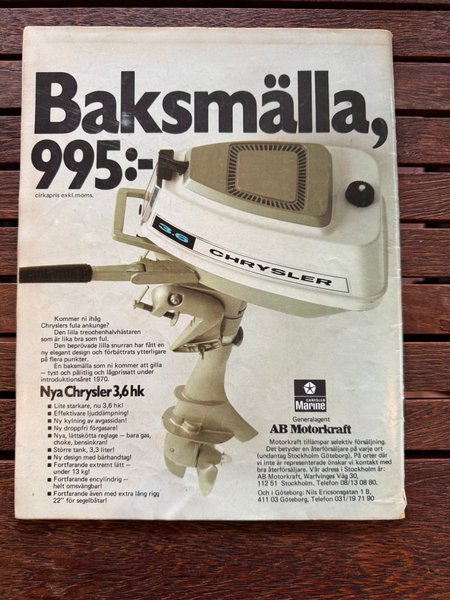 Baksmälla,
995:-
cirkapris exkl.moms.
3.6 CHRYSLER
Kommer ni ihåg
Chryslers fula ankunge?
Den lilla treochenhalvhästaren
som är lika bra som ful.
Den beprövade lilla snurran har fått en
ny elegant design och förbättrats ytterligare
på flera punkter.
En baksmälla som ni kommer att gilla
- tyst och pålitlig och lågprissatt under
introduktionsåret 1970.
Nya Chrysler 3,6 hk
■ Lite starkare, nu 3,6 hk!
■ Effektivare ljuddämpning!
■ Ny kylning av avgassidan!
■ Ny droppfri förgasare!
■ Nya, lättskötta reglage - bara gas,
choke, bensinkran!
■ Större tank, 3,3 liter!
■ Ny design med bärhandtag!
■ Fortfarande extremt lätt -
under 13 kg!
■ Fortfarande encylindrig -
helt omvängbar!
■ Fortfarande även med extra lång rigg
22" för segelbåtar!
CHRYSLER
Marine
Generalagent
AB Motorkraft
Motorkraft tillämpar selektiv försäljning.
Det betyder en återförsäljare på varje ort
(undantag Stockholm Göteborg). På orter där
vi inte är representerade önskar vi kontakt med
bra återförsäljare. Vår adress i Stockholm är:
AB Motorkraft, Warfvinges Väg 30,
112 51 Stockholm. Telefon 08/13 08 80.
Och i Göteborg: Nils Ericsonsgatan 1 B,
411 03 Göteborg, Telefon 031/19 71 90